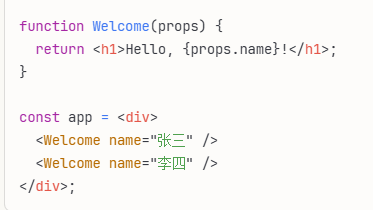 function Welcome(props) {
  return <h1>Hello, {props.name}!</h1>;
}

const app = <div>
  <Welcome name="张三" />
  <Welcome name="李四" />
</div>;